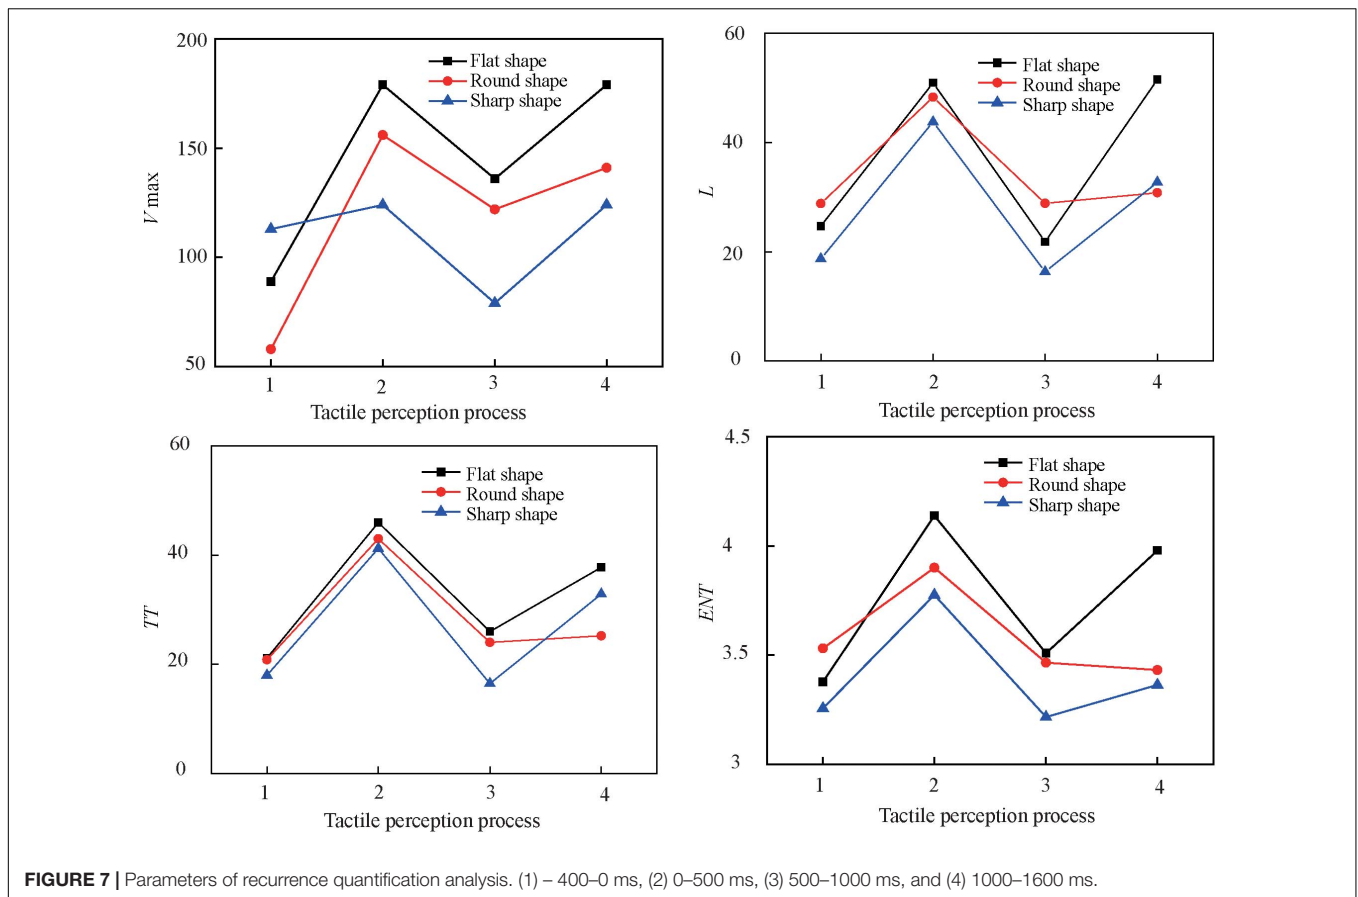 200
150
100
50
V max
Flat shape
Round shape
Sharp shape
1 2 3 4
Tactile perception process
60
40
20
0
L
Flat shape
Round shape
Sharp shape
1 2 3 4
Tactile perception process
60
40
20
0
TT
Flat shape
Round shape
Sharp shape
1 2 3 4
Tactile perception process
4.5
4
3.5
3
ENT
Flat shape
Round shape
Sharp shape
1 2 3 4
Tactile perception process
FIGURE 7 | Parameters of recurrence quantification analysis. (1) – 400–0 ms, (2) 0–500 ms, (3) 500–1000 ms, and (4) 1000–1600 ms.